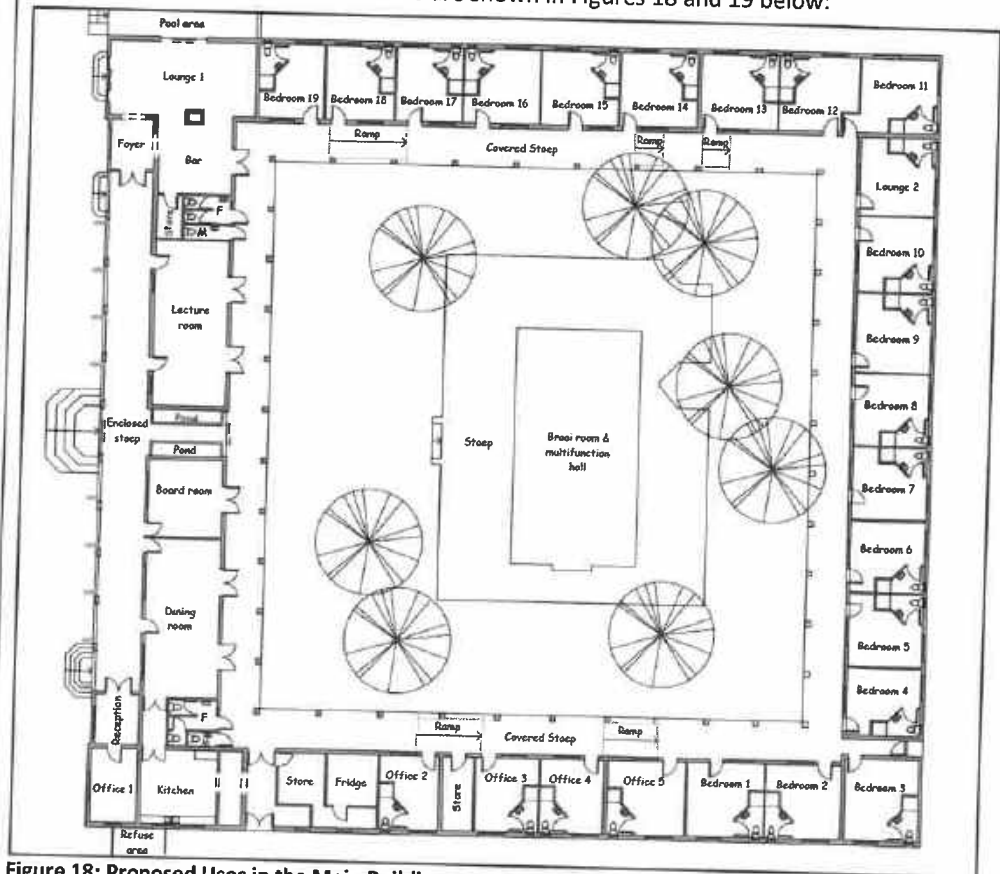 shown in Figures 18 and 19 below:
Pool area
Lounge 1
Bedroom 19
Bedroom 18
Bedroom 17
Bedroom 16
Bedroom 15
Bedroom 14
Bedroom 13
Bedroom 12
Bedroom 11
Foyer
Bar
Ramp
Covered Stoep
Ramp
Ramp
Store
F
M
Lounge 2
Bedroom 10
Lecture
room
Bedroom 9
Enclosed
stoep
Pond
Pond
Stoep
Braai room &
multifunction
hall
Bedroom 8
Board room
Bedroom 7
Bedroom 6
Dining
room
Bedroom 5
Bedroom 4
Reception
F
Ramp
Covered Stoep
Ramp
Office 1
Kitchen
Store
Fridge
Office 2
Store
Office 3
Office 4
Office 5
Bedroom 1
Bedroom 2
Bedroom 3
Refuse
area
Figure 18: Proposed Uses in the Main